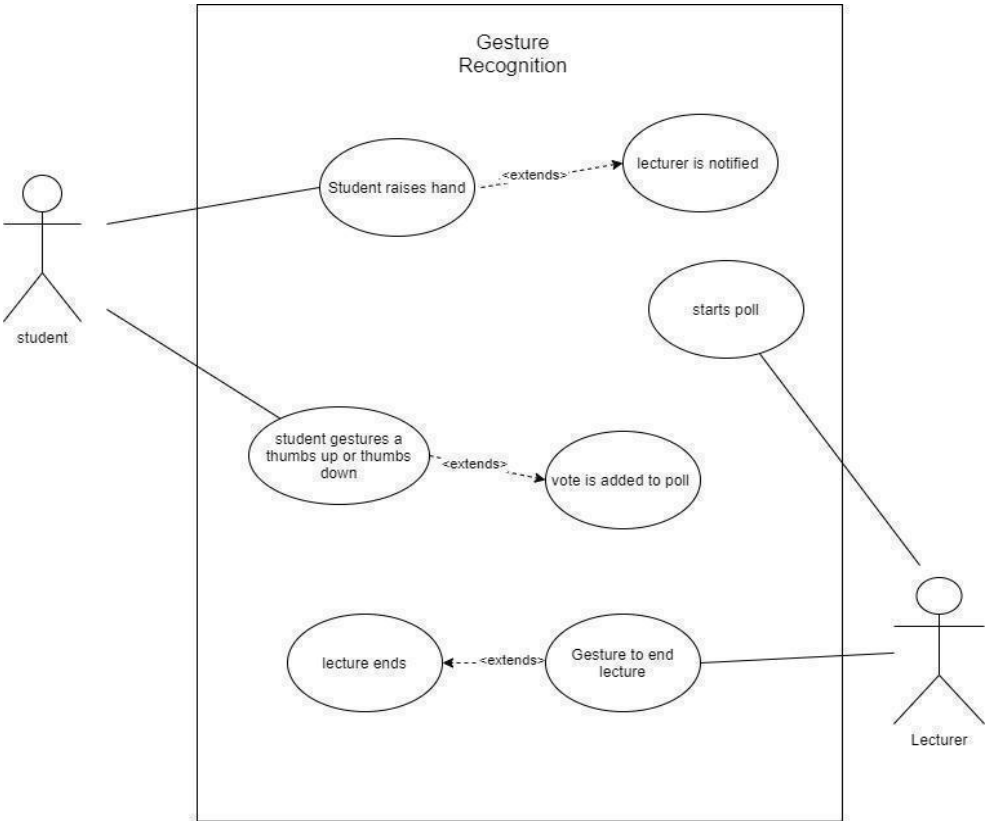 Gesture
Recognition
Student raises hand
<extends>
lecturer is notified
starts poll
student
student gestures a
thumbs up or thumbs
down
<extends>
vote is added to poll
lecture ends
<extends>
Gesture to end
lecture
Lecturer